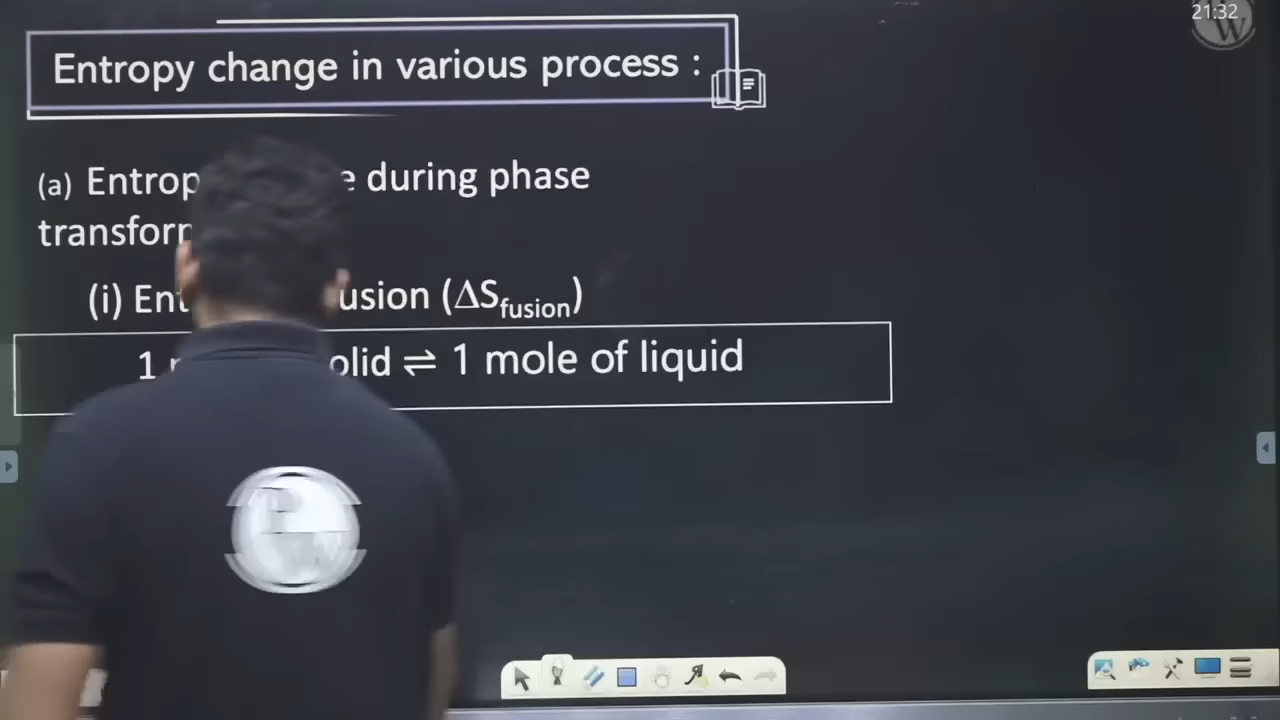 21:32
W
Entropy change in various process :
(a) Entrop e during phase
transforn
(i) Ent usion (ΔSfusion)
1 olid ⇌ 1 mole of liquid